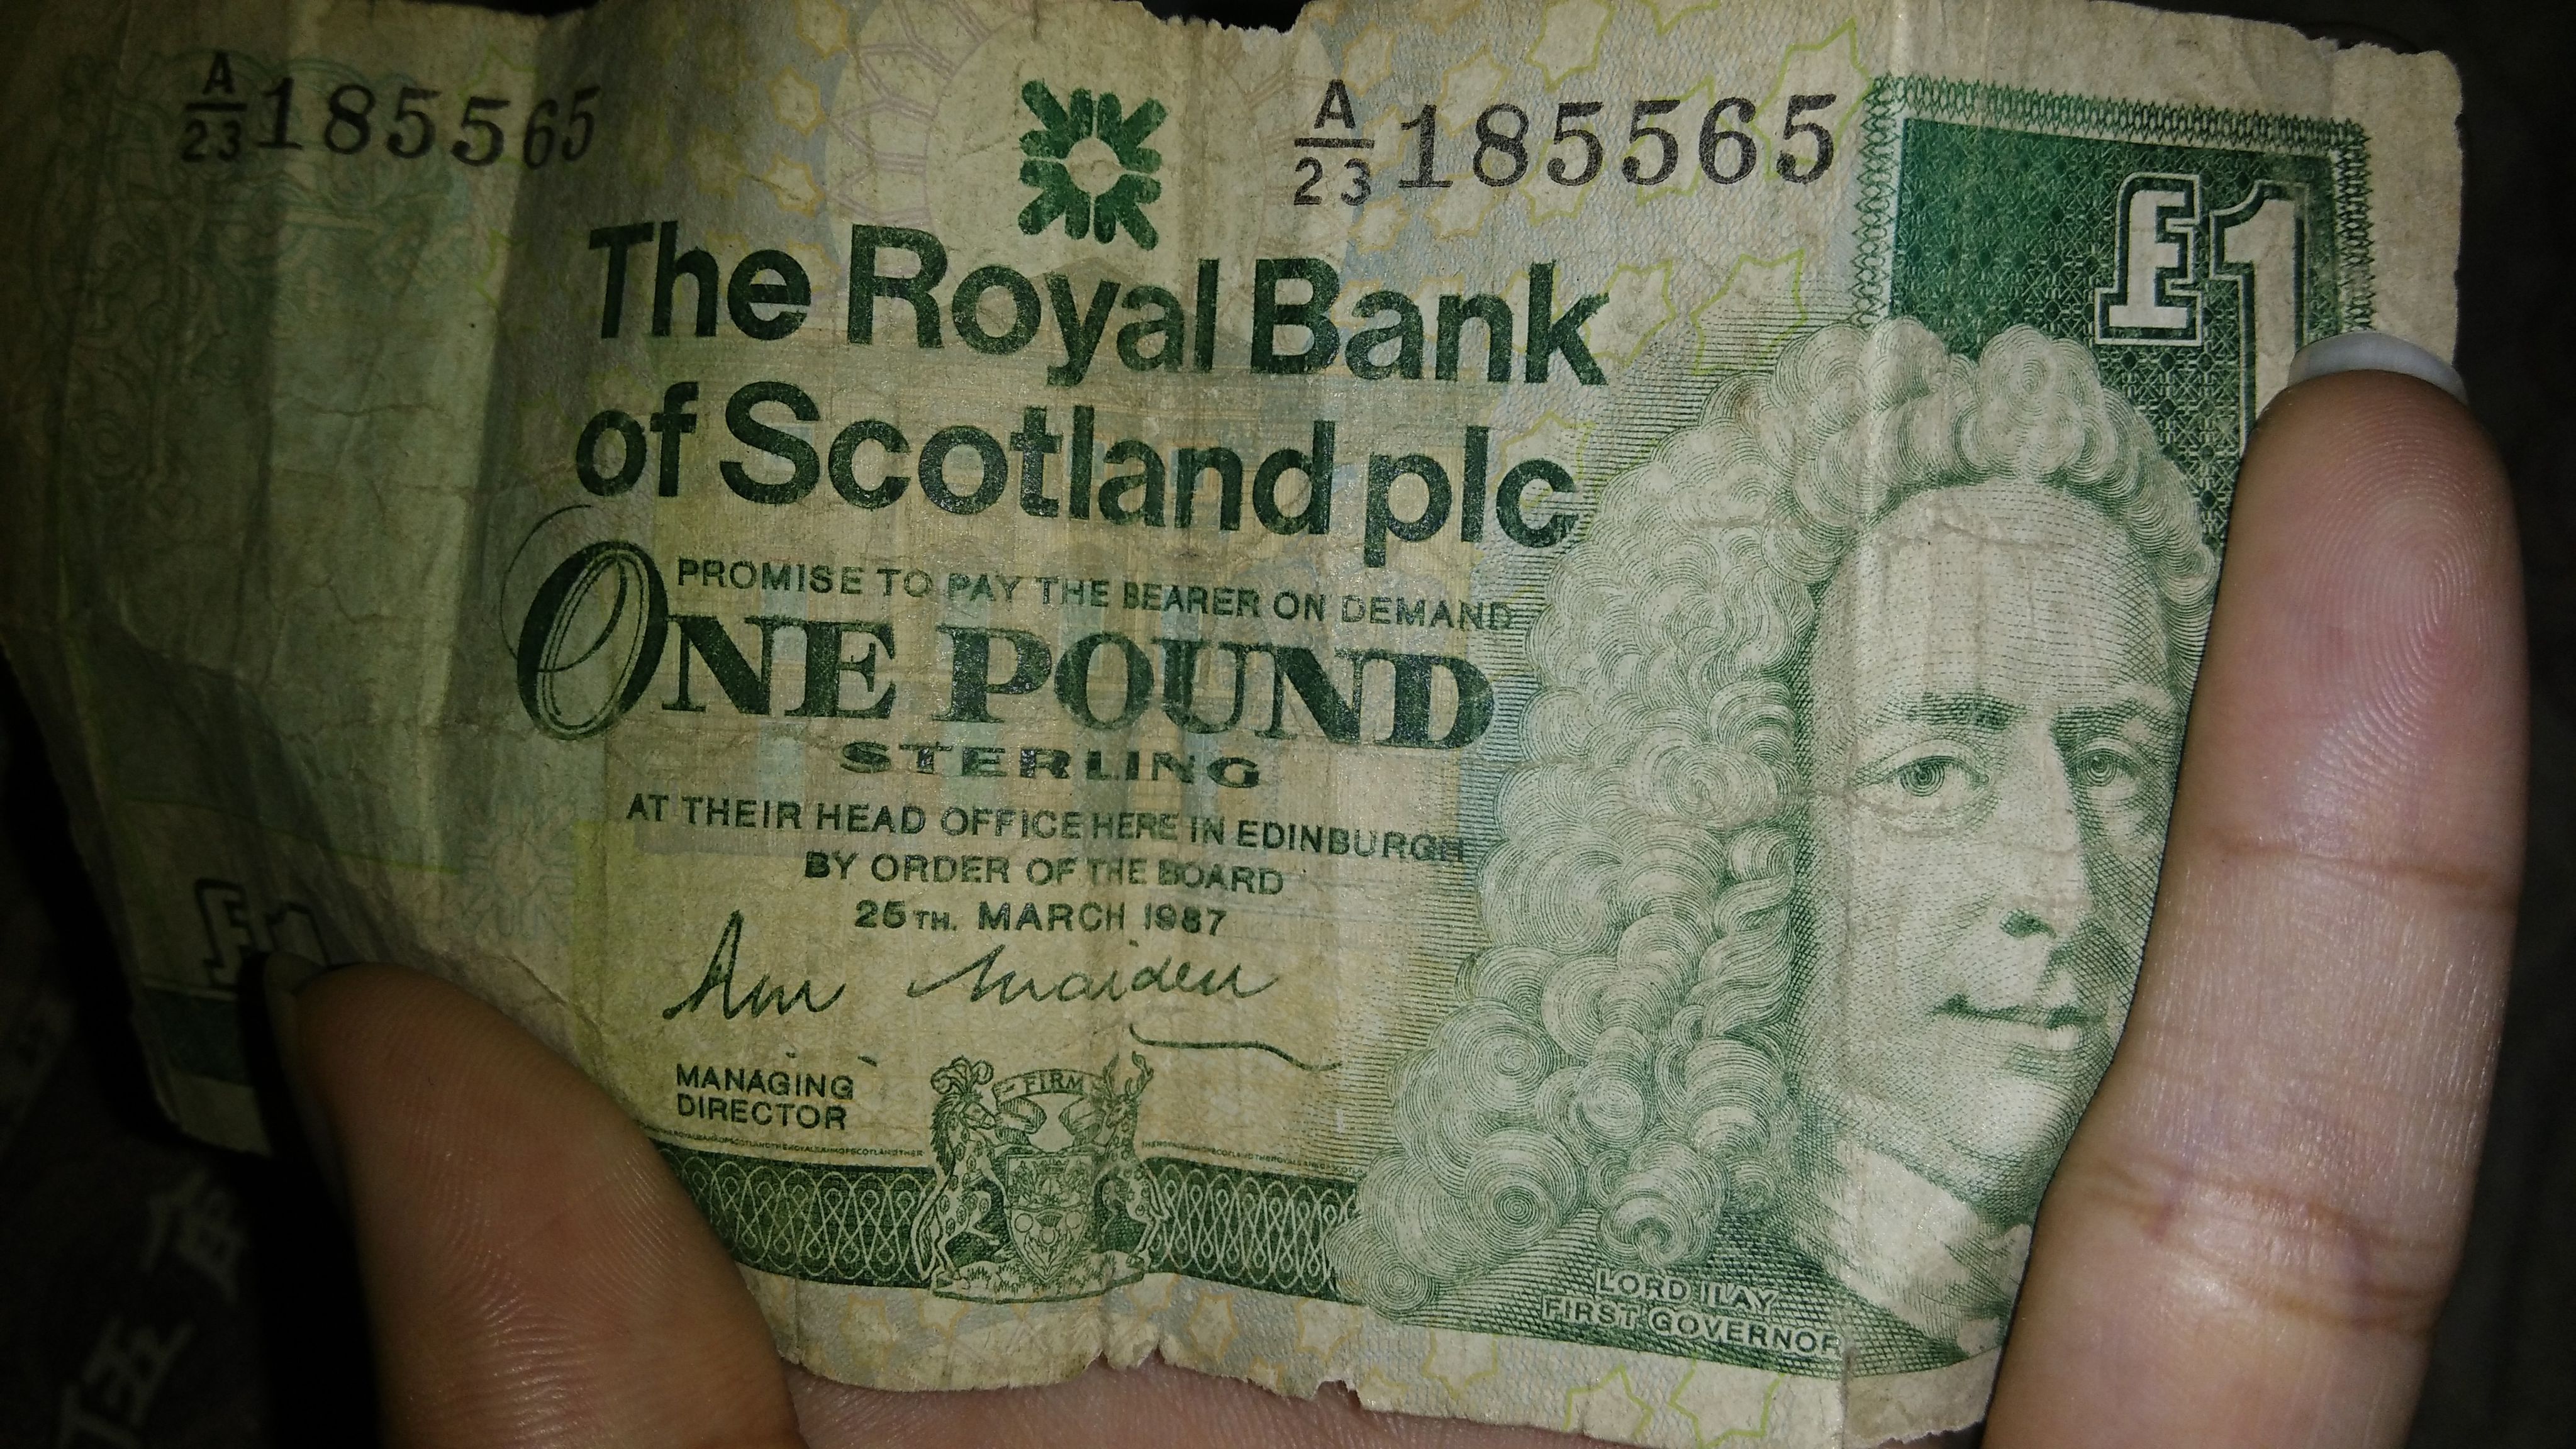 A
23 185565
A
23 185565
£1
The Royal Bank
of Scotland plc
PROMISE TO PAY THE BEARER ON DEMAND
ONE POUND
STERLING
AT THEIR HEAD OFFICE HERE IN EDINBURGH
BY ORDER OF THE BOARD
25TH. MARCH 1987
MANAGING
DIRECTOR
FIRM
LORD ILAY
FIRST GOVERNOR
£1